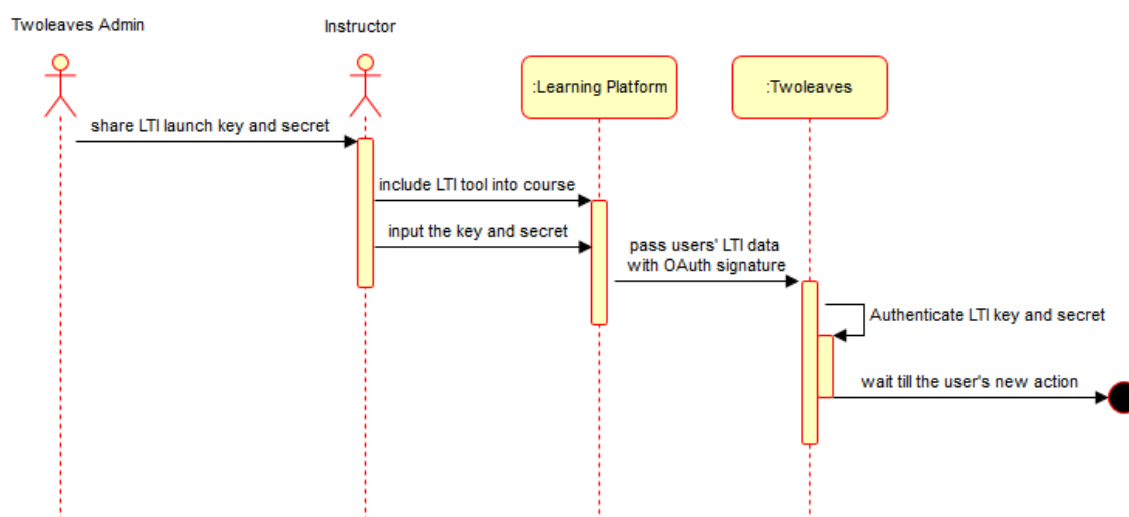 Twoleaves Admin
Instructor
:Learning Platform
:Twoleaves
share LTI launch key and secret
include LTI tool into course
input the key and secret
pass users' LTI data
with OAuth signature
Authenticate LTI key and secret
wait till the user's new action